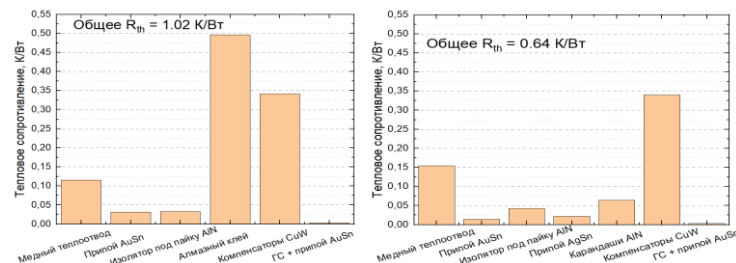 Общее Rth = 1.02 К/Вт
Тепловое сопротивление, К/Вт
0,55
0,50
0,45
0,40
0,35
0,30
0,25
0,20
0,15
0,10
0,05
0,00
Медный теплоотвод
Припой AuSn
Изолятор под пайку AlN
Алмазный клей
Компенсаторы CuW
ГС + припой AuSn
Общее Rth = 0.64 К/Вт
Тепловое сопротивление, К/Вт
0,55
0,50
0,45
0,40
0,35
0,30
0,25
0,20
0,15
0,10
0,05
0,00
Медный теплоотвод
Припой AuSn
Изолятор под пайку AlN
Припой AgSn
Карандаши AlN
Компенсаторы CuW
ГС + припой AuSn